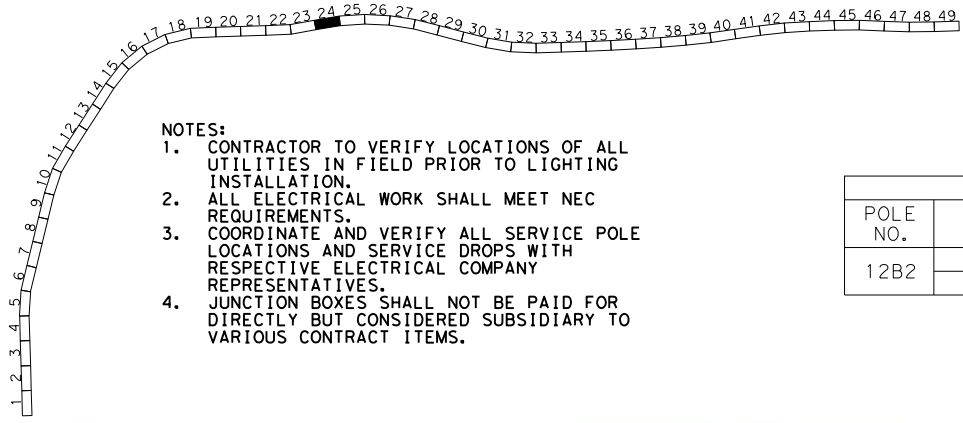 1 2 3 4 5 6 7 8 9 10 11 12 13 14 15 16 17 18 19 20 21 22 23 24 25 26 27 28 29 30 31 32 33 34 35 36 37 38 39 40 41 42 43 44 45 46 47 48 49
NOTES:
1. CONTRACTOR TO VERIFY LOCATIONS OF ALL
UTILITIES IN FIELD PRIOR TO LIGHTING
INSTALLATION.
2. ALL ELECTRICAL WORK SHALL MEET NEC
REQUIREMENTS.
3. COORDINATE AND VERIFY ALL SERVICE POLE
LOCATIONS AND SERVICE DROPS WITH
RESPECTIVE ELECTRICAL COMPANY
REPRESENTATIVES.
4. JUNCTION BOXES SHALL NOT BE PAID FOR
DIRECTLY BUT CONSIDERED SUBSIDIARY TO
VARIOUS CONTRACT ITEMS.
POLE
NO.
12B2